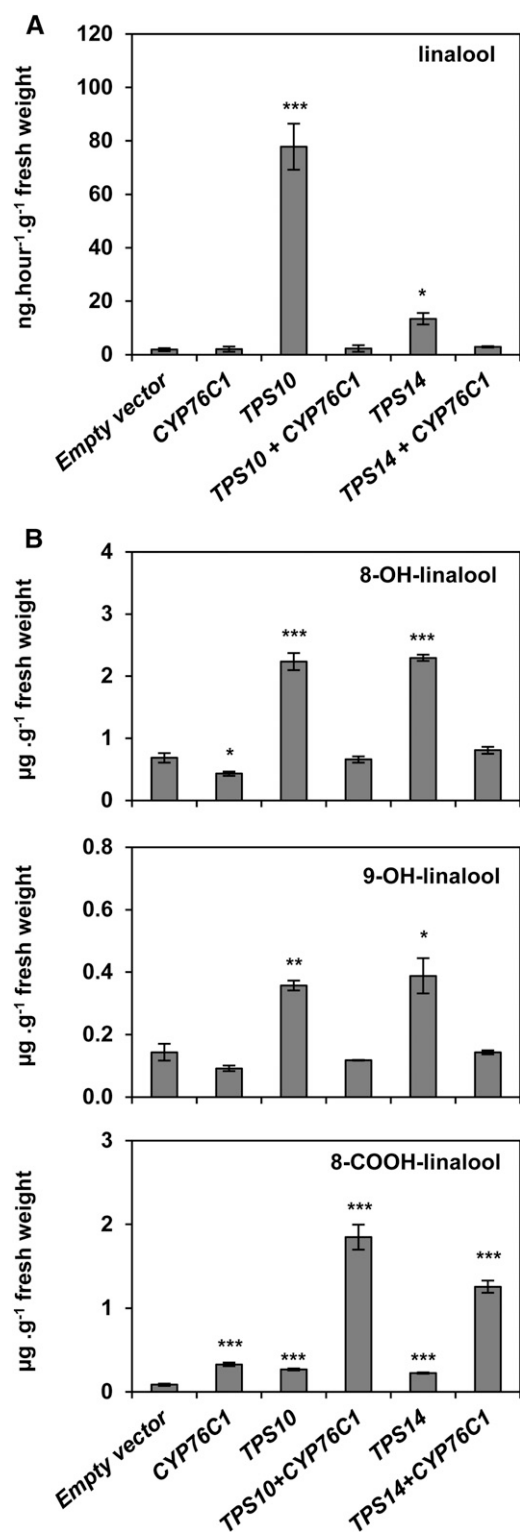 A
linalool
ng.hour⁻¹.g⁻¹ fresh weight
120
100
80
60
40
20
0
***
*
Empty vector
CYP76C1
TPS10
TPS10 + CYP76C1
TPS14
TPS14 + CYP76C1
B
8-OH-linalool
µg .g⁻¹ fresh weight
4
3
2
1
0
*
***
***
9-OH-linalool
µg .g⁻¹ fresh weight
0.8
0.6
0.4
0.2
0.0
**
*
8-COOH-linalool
µg .g⁻¹ fresh weight
3
2
1
0
***
***
***
***
***
Empty vector
CYP76C1
TPS10
TPS10+CYP76C1
TPS14
TPS14+CYP76C1